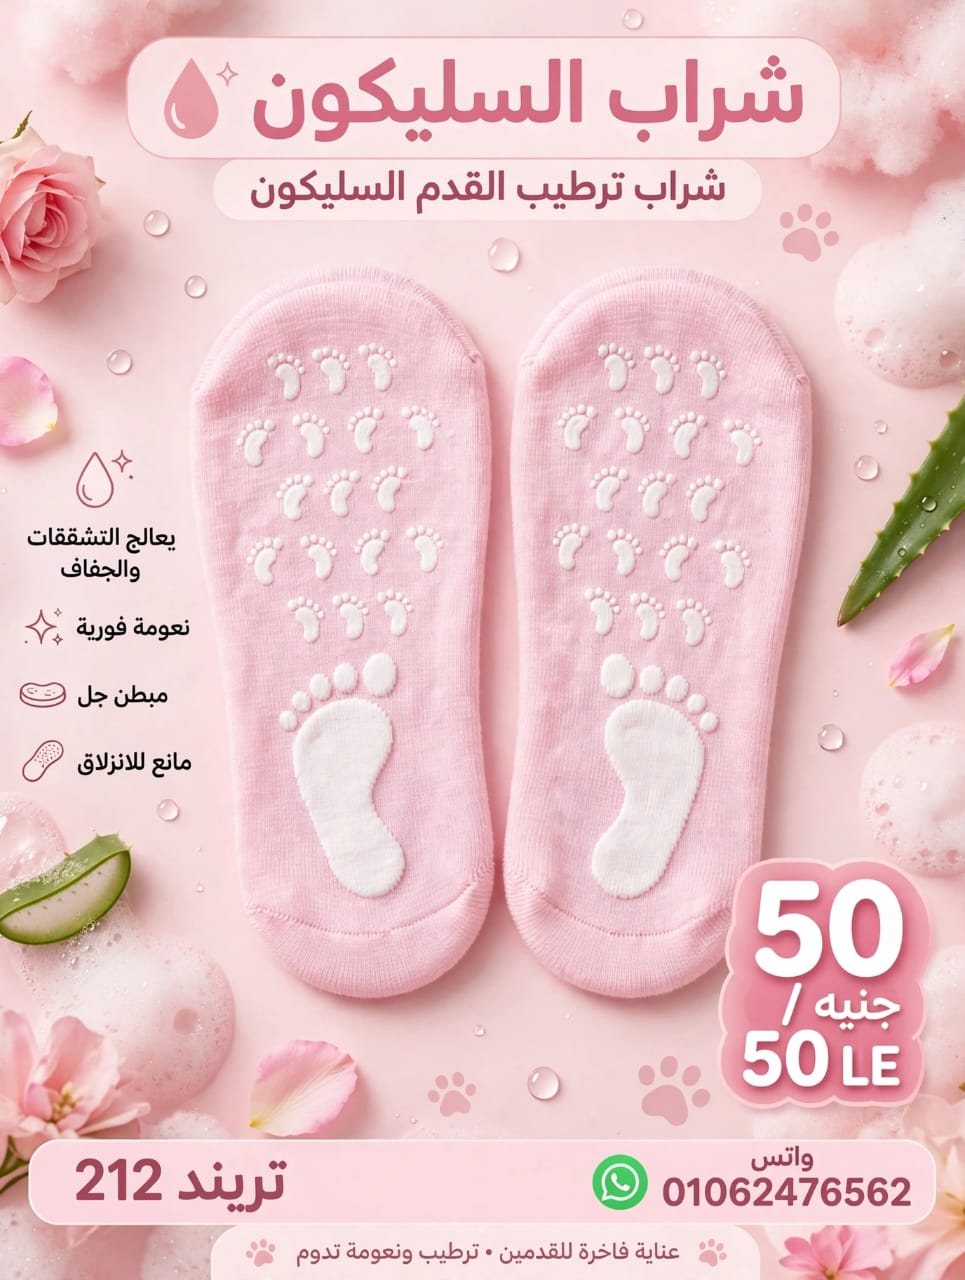 شراب السليكون
شراب ترطيب القدم السليكون
يعالج التشققات
والجفاف
نعومة فورية
مبطن جل
مانع للانزلاق
50
جنيه /
50 LE
واتس
01062476562
تريند 212
عناية فاخرة للقدمين • ترطيب ونعومة تدوم